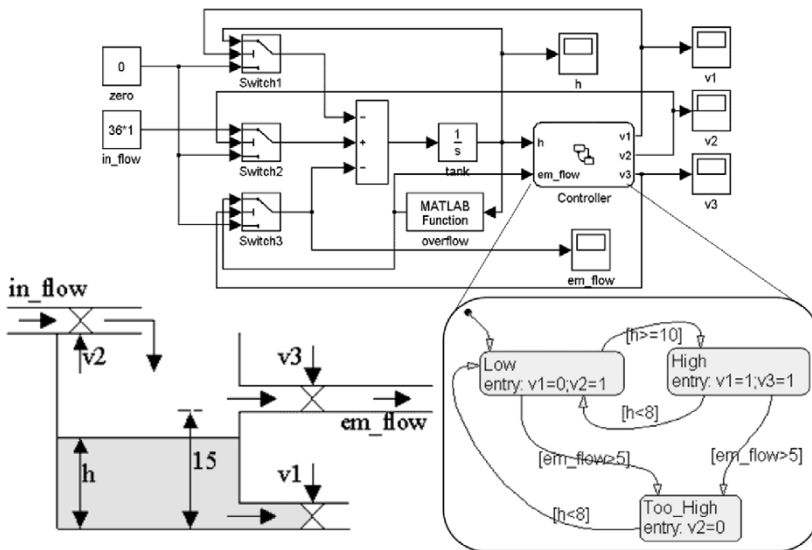 0
zero
36*1
in_flow
Switch1
Switch2
Switch3
−
+
−
1
s
tank
MATLAB
Function
overflow
h
em_flow
h
em_flow
v1
v2
v3
Controller
v1
v2
v3
in_flow
v2
v3
em_flow
h
15
v1
[h>=10]
Low
entry: v1=0;v2=1
High
entry: v1=1;v3=1
[h<8]
[em_flow>5]
[em_flow>5]
[h<8]
Too_High
entry: v2=0